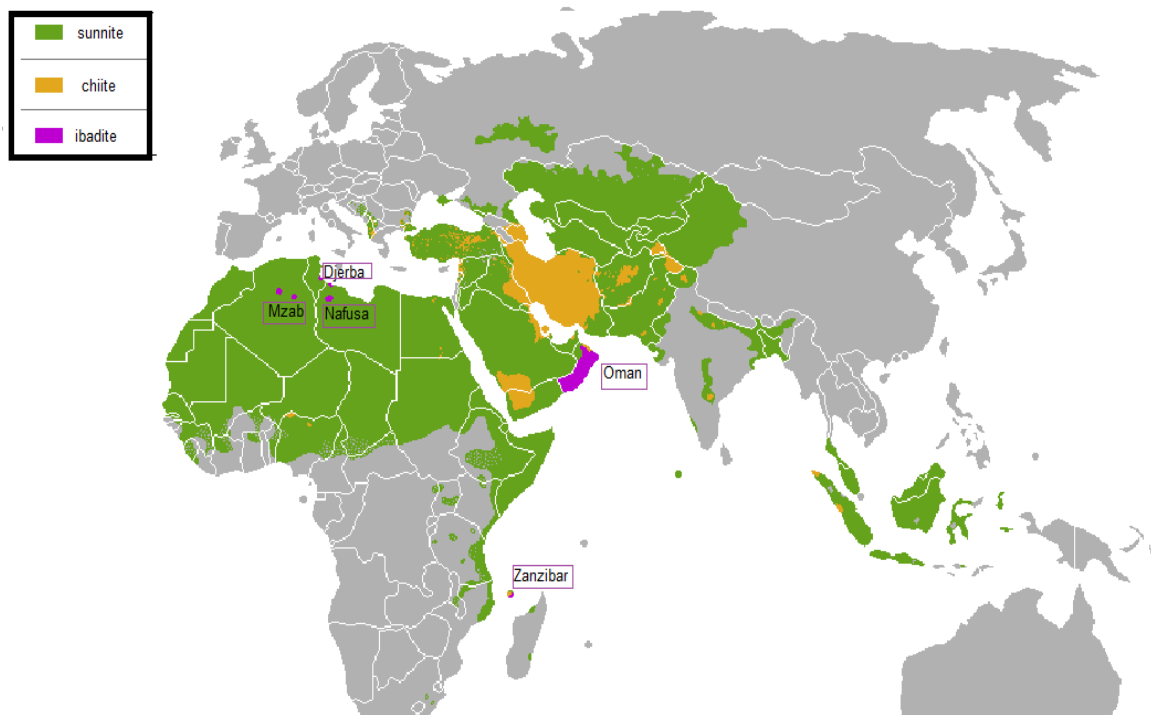 sunnite
chiite
ibadite
Djerba
Mzab
Nafusa
Oman
Zanzibar